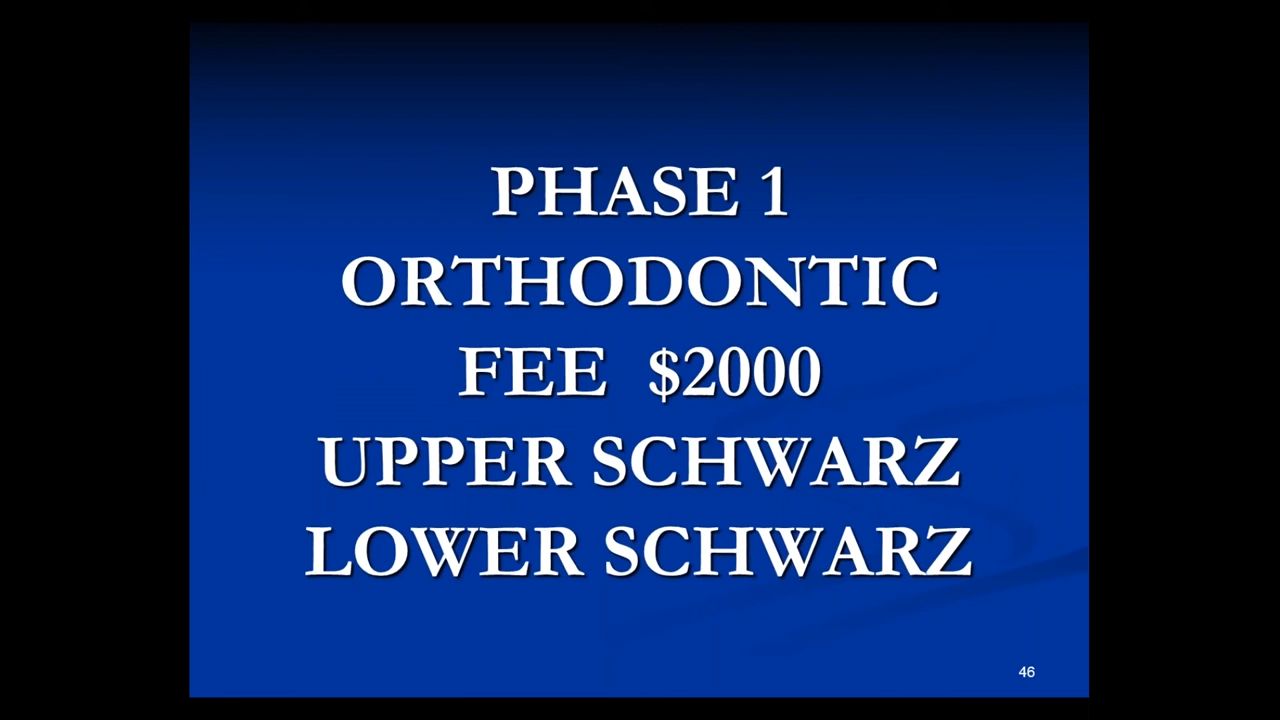 PHASE 1
ORTHODONTIC
FEE $2000
UPPER SCHWARZ
LOWER SCHWARZ
46